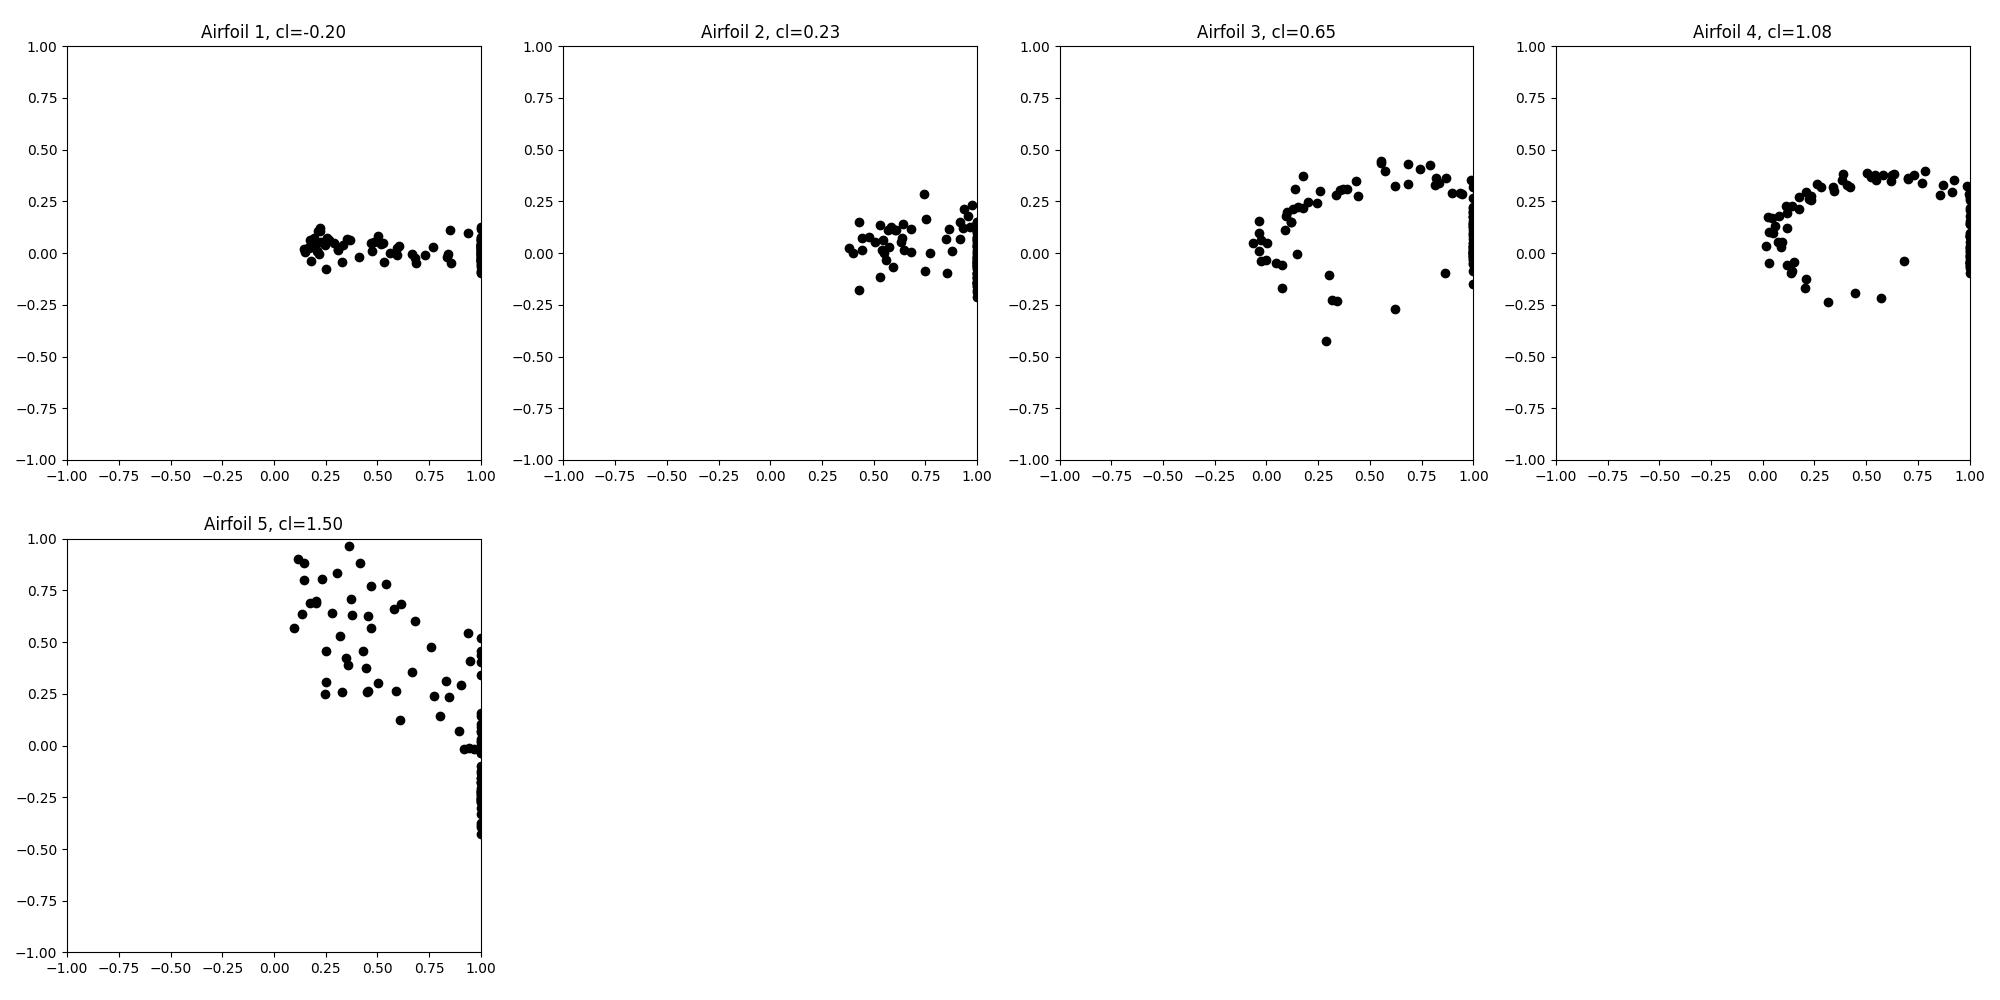 Airfoil 1, cl=-0.20
Airfoil 2, cl=0.23
Airfoil 3, cl=0.65
Airfoil 4, cl=1.08
1.00 1.00 1.00 1.00
0.75 0.75 0.75 0.75
0.50 0.50 0.50 0.50
0.25 0.25 0.25 0.25
0.00 0.00 0.00 0.00
−0.25 −0.25 −0.25 −0.25
−0.50 −0.50 −0.50 −0.50
−0.75 −0.75 −0.75 −0.75
−1.00 −1.00 −1.00 −1.00
−1.00 −0.75 −0.50 −0.25 0.00 0.25 0.50 0.75 1.00
−1.00 −0.75 −0.50 −0.25 0.00 0.25 0.50 0.75 1.00
−1.00 −0.75 −0.50 −0.25 0.00 0.25 0.50 0.75 1.00
−1.00 −0.75 −0.50 −0.25 0.00 0.25 0.50 0.75 1.00
Airfoil 5, cl=1.50
1.00
0.75
0.50
0.25
0.00
−0.25
−0.50
−0.75
−1.00
−1.00 −0.75 −0.50 −0.25 0.00 0.25 0.50 0.75 1.00